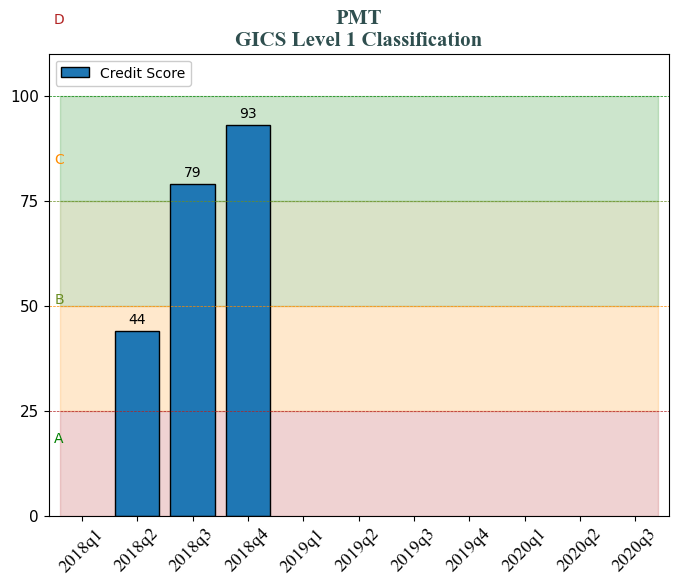 D
PMT
GICS Level 1 Classification
Credit Score
100
93
C
79
75
B
50
44
25
A
0
2018q1 2018q2 2018q3 2018q4 2019q1 2019q2 2019q3 2019q4 2020q1 2020q2 2020q3